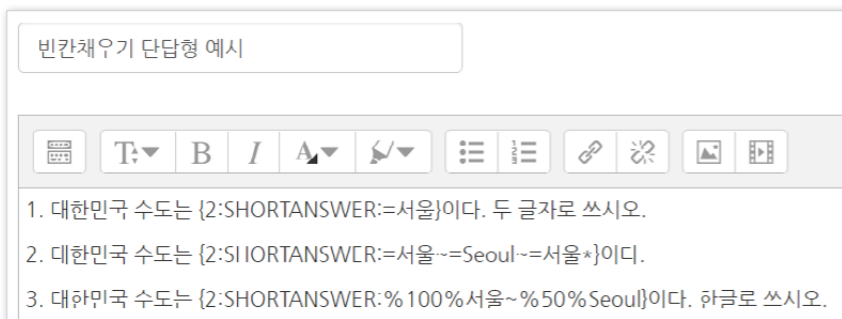 빈칸채우기 단답형 예시
1. 대한민국 수도는 {2:SHORTANSWER:=서울}이다. 두 글자로 쓰시오.
2. 대한민국 수도는 {2:SHORTANSWER:=서울~=Seoul~=서울*}이다.
3. 대한민국 수도는 {2:SHORTANSWER:%100%서울~%50%Seoul}이다. 한글로 쓰시오.